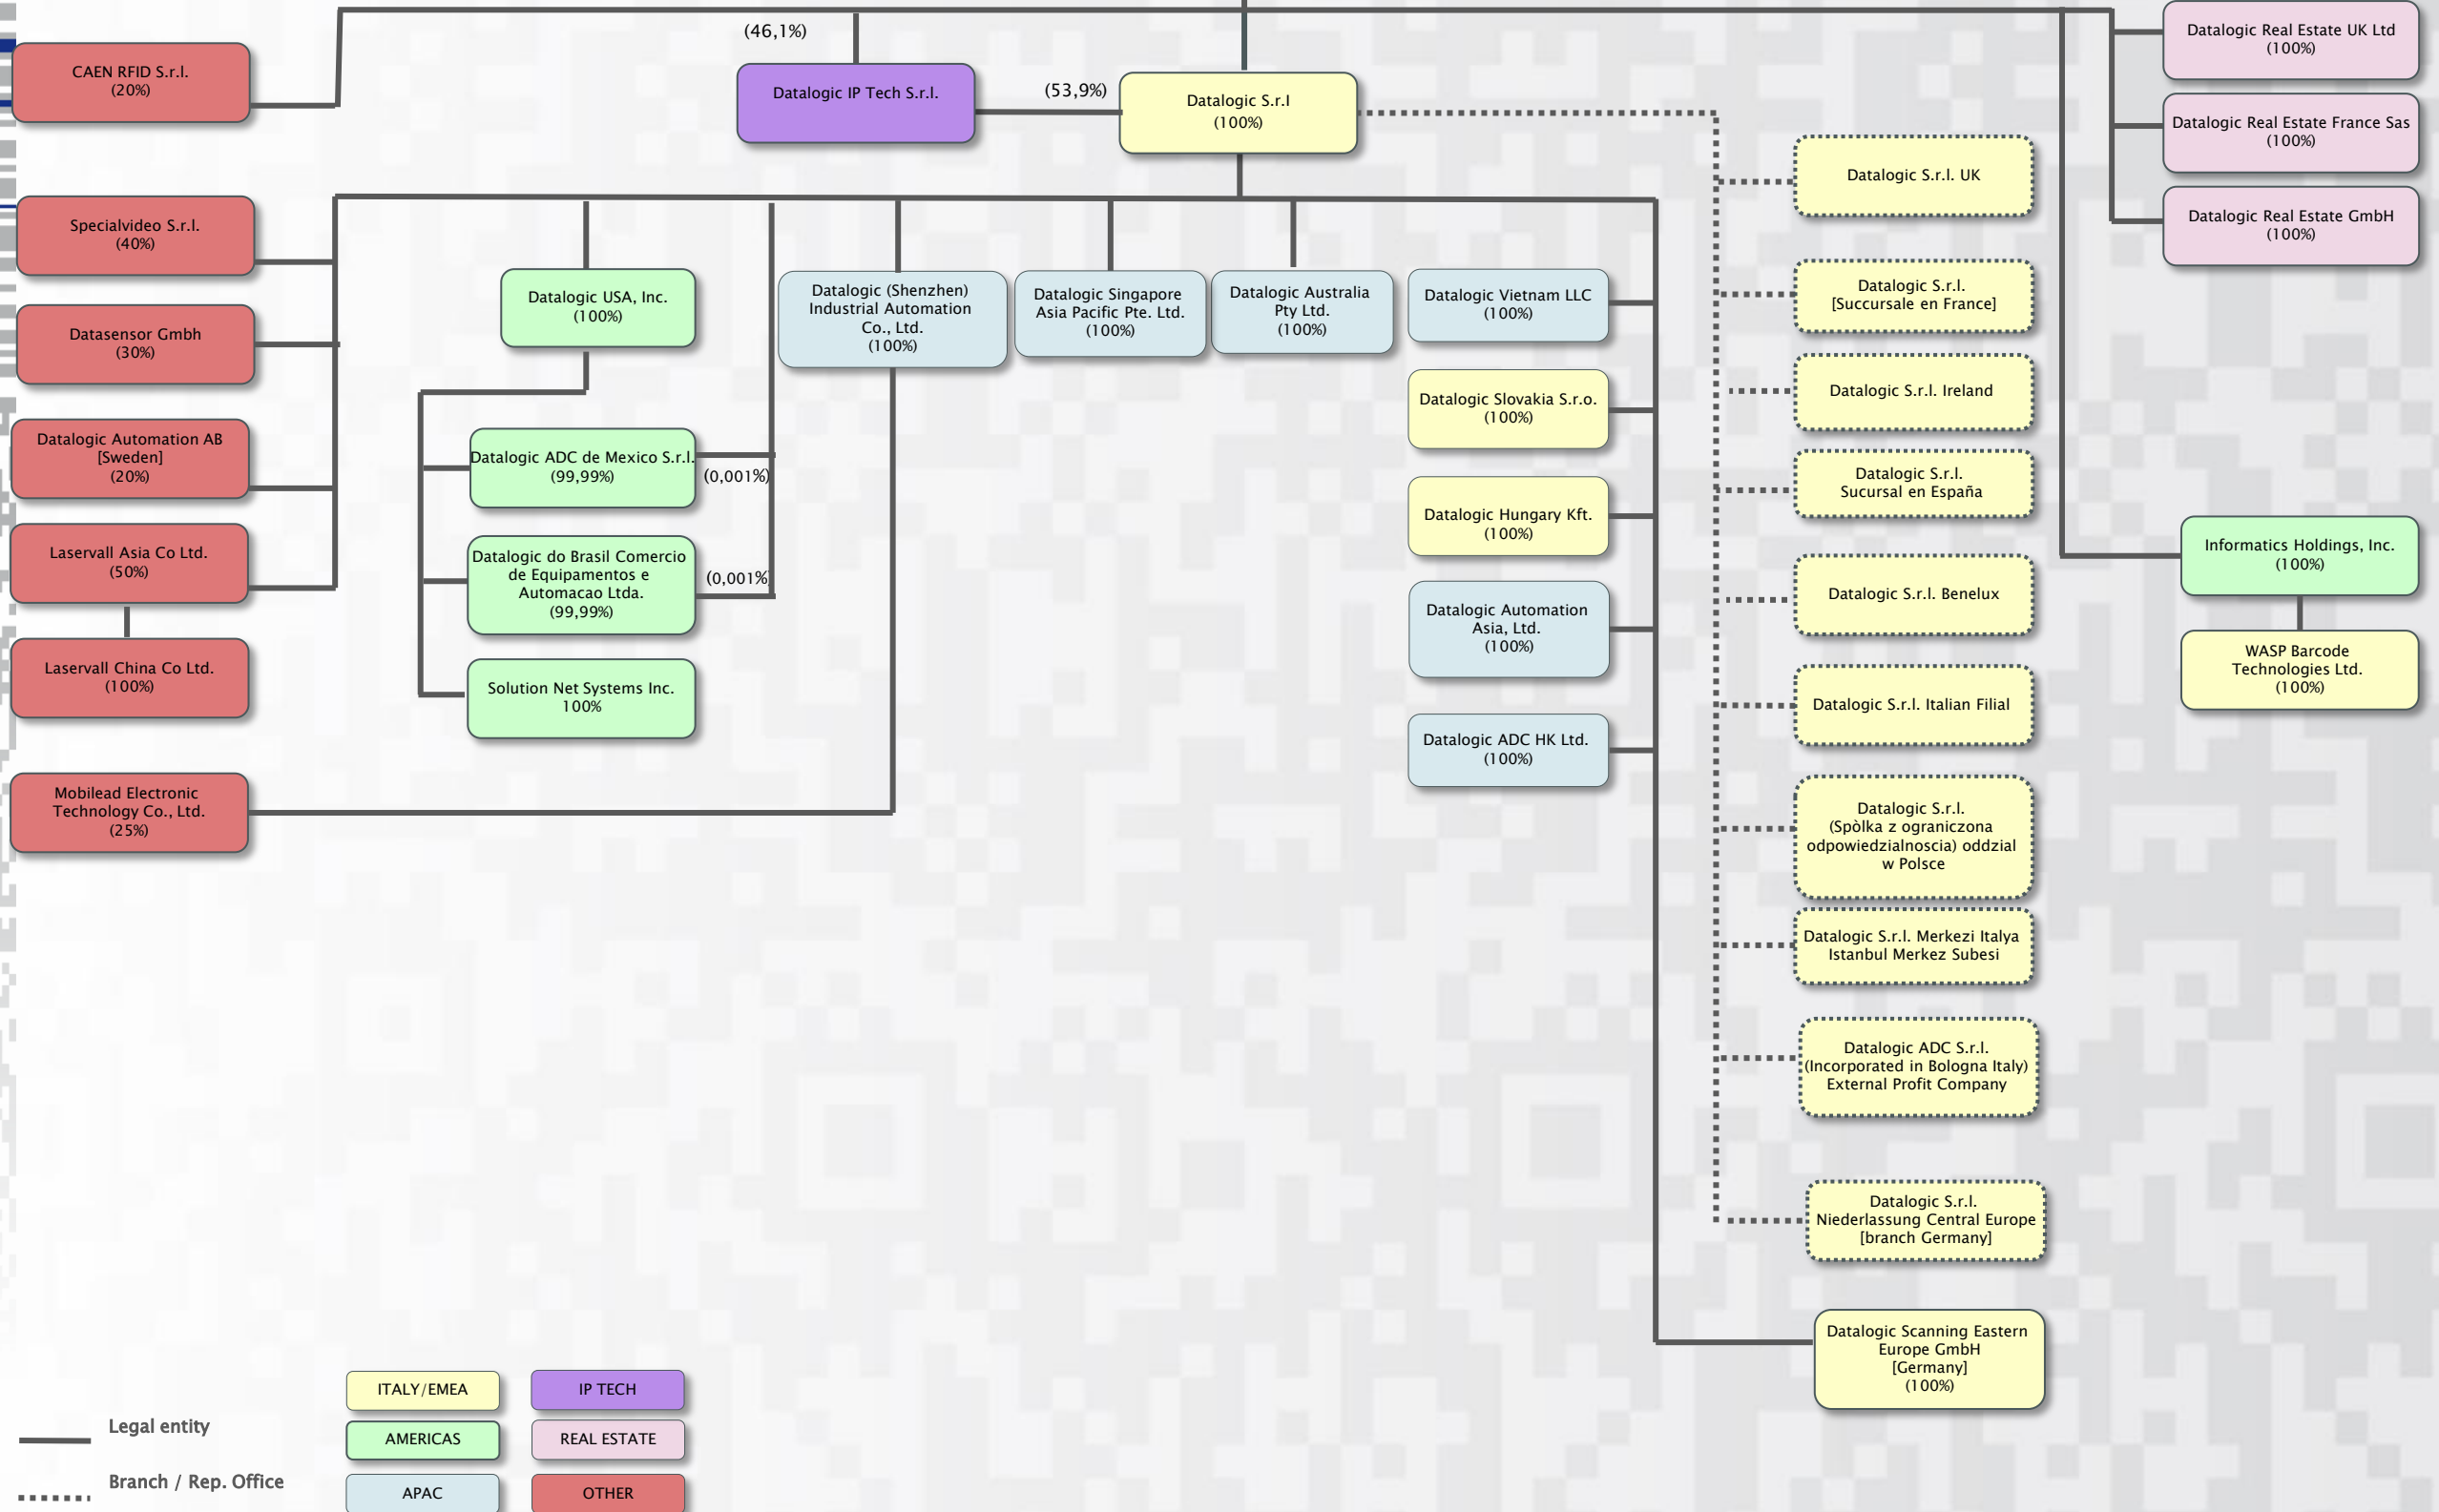 (46,1%)
CAEN RFID S.r.l.
(20%)
Datalogic IP Tech S.r.l.
(53,9%)
Datalogic S.r.l
(100%)
Datalogic Real Estate UK Ltd
(100%)
Datalogic Real Estate France Sas
(100%)
Datalogic Real Estate GmbH
(100%)
Specialvideo S.r.l.
(40%)
Datasensor Gmbh
(30%)
Datalogic Automation AB
[Sweden]
(20%)
Laservall Asia Co Ltd.
(50%)
Laservall China Co Ltd.
(100%)
Mobilead Electronic
Technology Co., Ltd.
(25%)
Datalogic USA, Inc.
(100%)
Datalogic ADC de Mexico S.r.l.
(99,99%)
(0,001%)
Datalogic do Brasil Comercio
de Equipamentos e
Automacao Ltda.
(99,99%)
(0,001%)
Solution Net Systems Inc.
100%
Datalogic (Shenzhen)
Industrial Automation
Co., Ltd.
(100%)
Datalogic Singapore
Asia Pacific Pte. Ltd.
(100%)
Datalogic Australia
Pty Ltd.
(100%)
Datalogic Vietnam LLC
(100%)
Datalogic Slovakia S.r.o.
(100%)
Datalogic Hungary Kft.
(100%)
Datalogic Automation
Asia, Ltd.
(100%)
Datalogic ADC HK Ltd.
(100%)
Datalogic S.r.l. UK
Datalogic S.r.l.
[Succursale en France]
Datalogic S.r.l. Ireland
Datalogic S.r.l.
Sucursal en España
Datalogic S.r.l. Benelux
Datalogic S.r.l. Italian Filial
Datalogic S.r.l.
(Spòlka z ograniczona
odpowiedzialnoscia) oddzial
w Polsce
Datalogic S.r.l. Merkezi Italya
Istanbul Merkez Subesi
Datalogic ADC S.r.l.
(Incorporated in Bologna Italy)
External Profit Company
Datalogic S.r.l.
Niederlassung Central Europe
[branch Germany]
Datalogic Scanning Eastern
Europe GmbH
[Germany]
(100%)
Informatics Holdings, Inc.
(100%)
WASP Barcode
Technologies Ltd.
(100%)
Legal entity
Branch / Rep. Office
ITALY/EMEA
IP TECH
AMERICAS
REAL ESTATE
APAC
OTHER